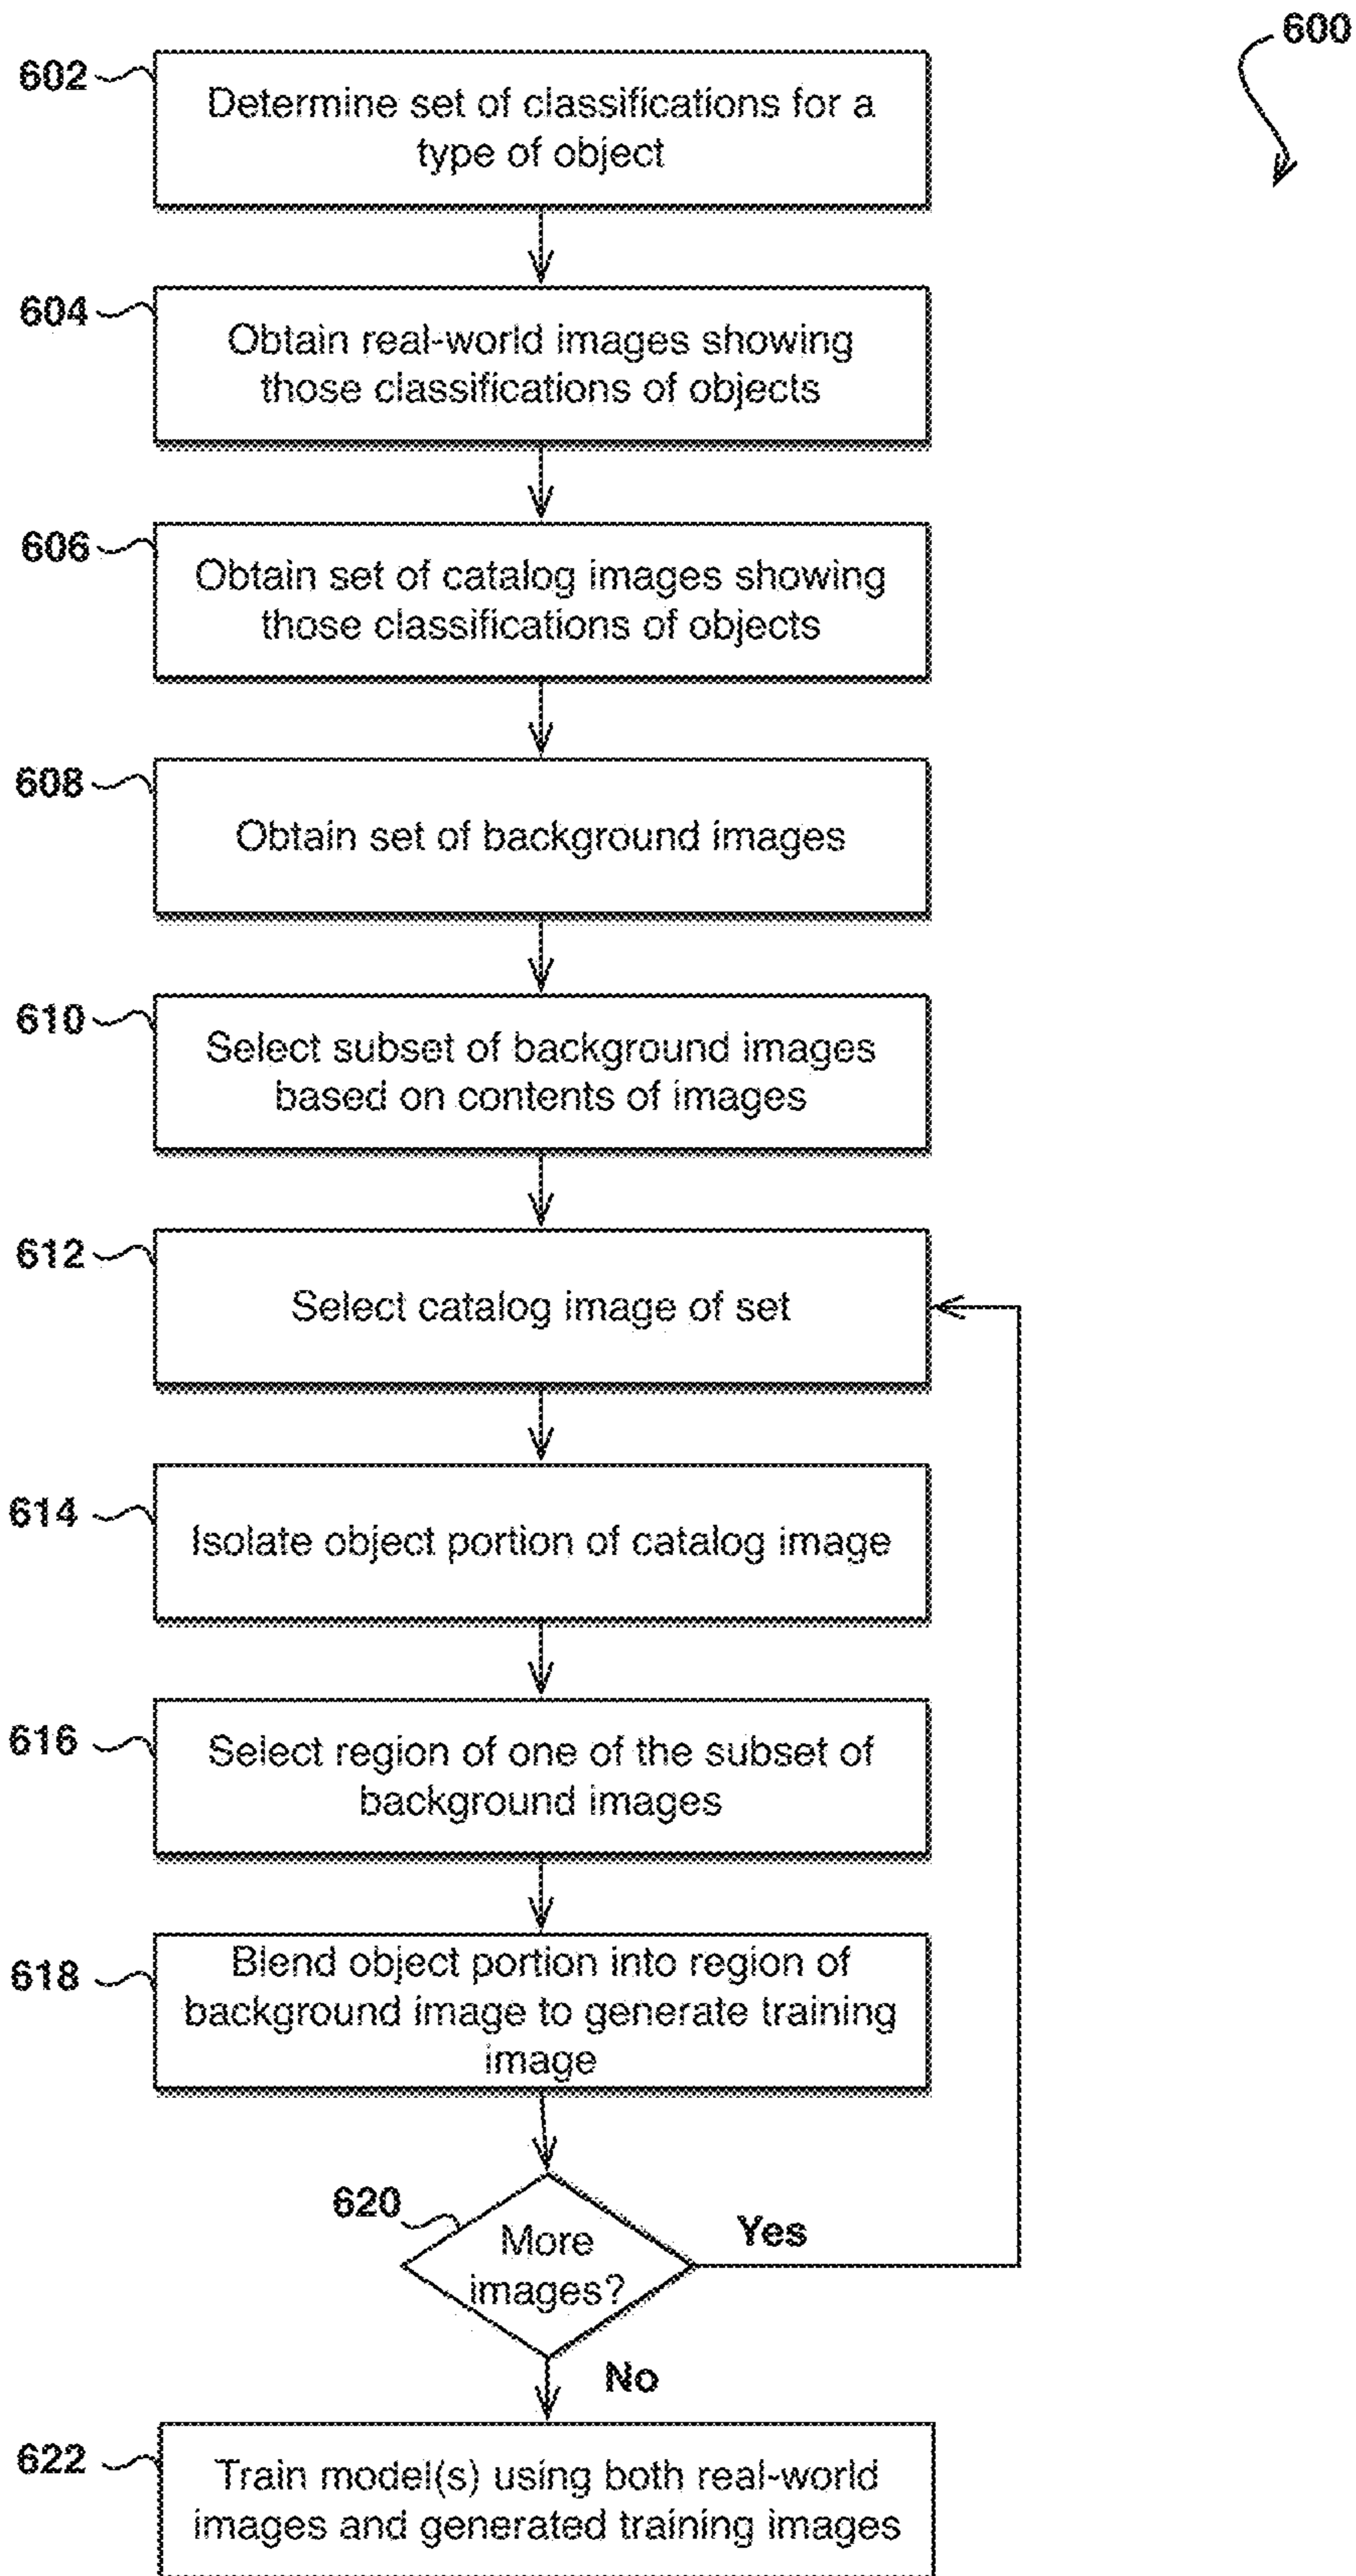 600
602
Determine set of classifications for a
type of object
604
Obtain real-world images showing
those classifications of objects
606
Obtain set of catalog images showing
those classifications of objects
608
Obtain set of background images
610
Select subset of background images
based on contents of images
612
Select catalog image of set
614
Isolate object portion of catalog image
616
Select region of one of the subset of
background images
618
Blend object portion into region of
background image to generate training
image
620
More
images?
Yes
No
622
Train model(s) using both real-world
images and generated training images